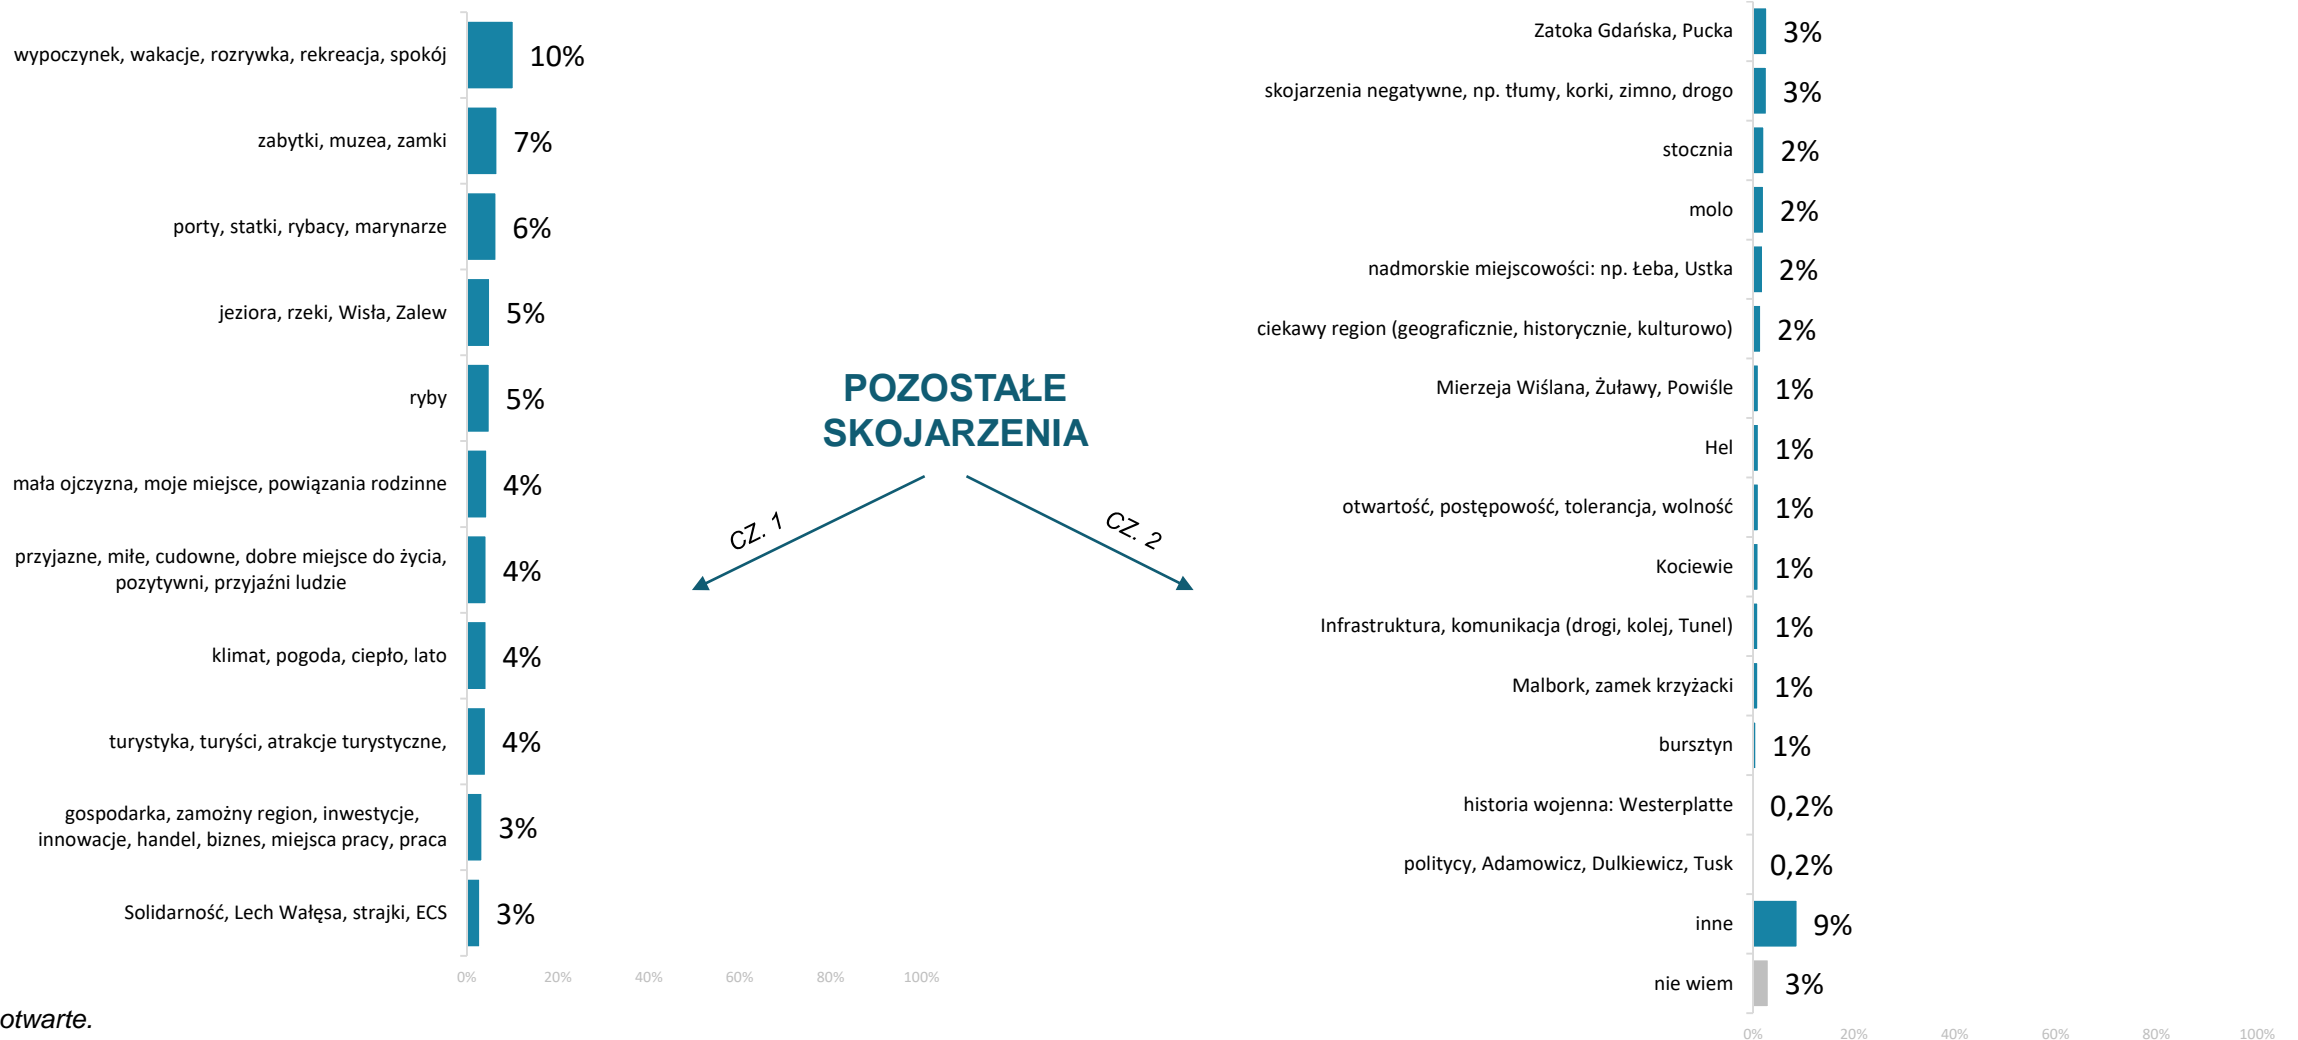 wypoczynek, wakacje, rozrywka, rekreacja, spokój 10%
zabytki, muzea, zamki 7%
porty, statki, rybacy, marynarze 6%
jeziora, rzeki, Wisła, Zalew 5%
ryby 5%
mała ojczyzna, moje miejsce, powiązania rodzinne 4%
przyjazne, miłe, cudowne, dobre miejsce do życia,
pozytywni, przyjaźni ludzie 4%
klimat, pogoda, ciepło, lato 4%
turystyka, turyści, atrakcje turystyczne, 4%
gospodarka, zamożny region, inwestycje,
innowacje, handel, biznes, miejsca pracy, praca 3%
Solidarność, Lech Wałęsa, strajki, ECS 3%
0% 20% 40% 60% 80% 100%
otwarte.
POZOSTAŁE
SKOJARZENIA
CZ. 1
CZ. 2
Zatoka Gdańska, Pucka 3%
skojarzenia negatywne, np. tłumy, korki, zimno, drogo 3%
stocznia 2%
molo 2%
nadmorskie miejscowości: np. Łeba, Ustka 2%
ciekawy region (geograficznie, historycznie, kulturowo) 2%
Mierzeja Wiślana, Żuławy, Powiśle 1%
Hel 1%
otwartość, postępowość, tolerancja, wolność 1%
Kociewie 1%
Infrastruktura, komunikacja (drogi, kolej, Tunel) 1%
Malbork, zamek krzyżacki 1%
bursztyn 1%
historia wojenna: Westerplatte 0,2%
politycy, Adamowicz, Dulkiewicz, Tusk 0,2%
inne 9%
nie wiem 3%
0% 20% 40% 60% 80% 100%